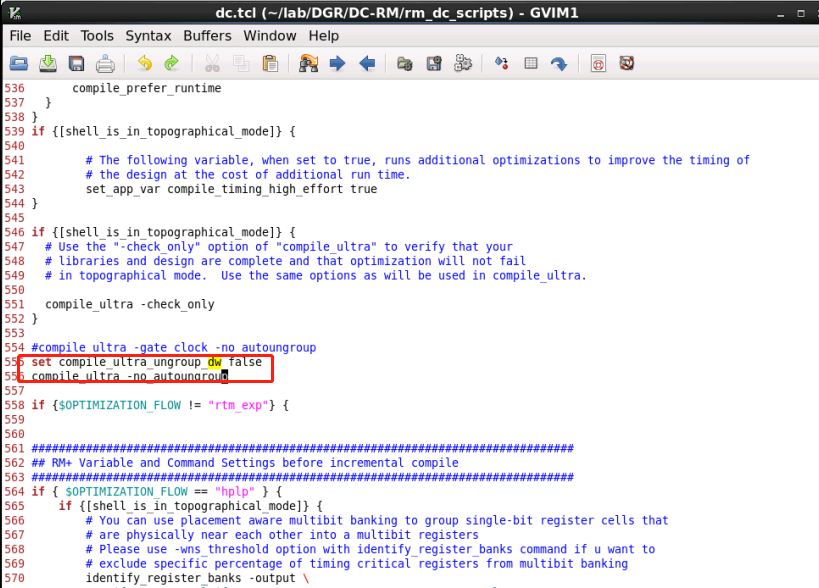 dc.tcl (~/lab/DGR/DC-RM/rm_dc_scripts) - GVIM1
File Edit Tools Syntax Buffers Window Help
536 compile_prefer_runtime
537 }
538 }
539 if {[shell_is_in_topographical_mode]} {
540
541 # The following variable, when set to true, runs additional optimizations to improve the timing of
542 # the design at the cost of additional run time.
543 set_app_var compile_timing_high_effort true
544 }
545
546 if {[shell_is_in_topographical_mode]} {
547 # Use the "-check_only" option of "compile_ultra" to verify that your
548 # libraries and design are complete and that optimization will not fail
549 # in topographical mode.  Use the same options as will be used in compile_ultra.
550
551 compile_ultra -check_only
552 }
553
554 #compile_ultra -gate_clock -no_autoungroup
555 set compile_ultra_ungroup_dw false
556 compile_ultra -no_autoungroup
557
558 if {$OPTIMIZATION_FLOW != "rtm_exp"} {
559
560
561 ################################################################################
562 ## RM+ Variable and Command Settings before incremental compile
563 ################################################################################
564 if { $OPTIMIZATION_FLOW == "hplp" } {
565 if {[shell_is_in_topographical_mode]} {
566 # You can use placement aware multibit banking to group single-bit register cells that
567 # are physically near each other into a multibit registers
568 # Please use -wns_threshold option with identify_register_banks command if u want to
569 # exclude specific percentage of timing critical registers from multibit banking
570 identify_register_banks -output \